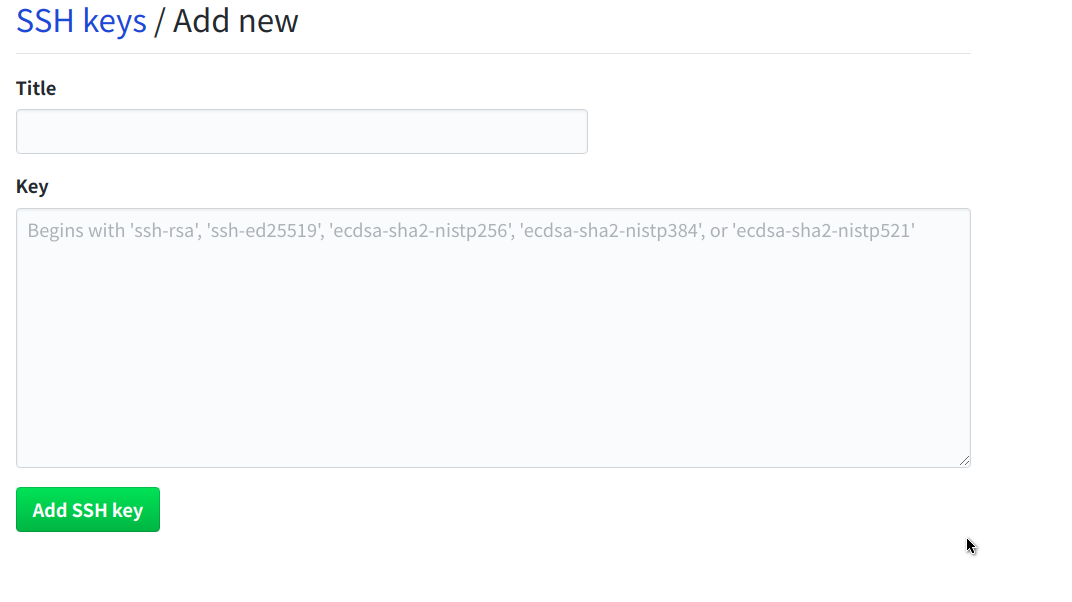 SSH keys / Add new
Title
Key
Begins with 'ssh-rsa', 'ssh-ed25519', 'ecdsa-sha2-nistp256', 'ecdsa-sha2-nistp384', or 'ecdsa-sha2-nistp521'
Add SSH key